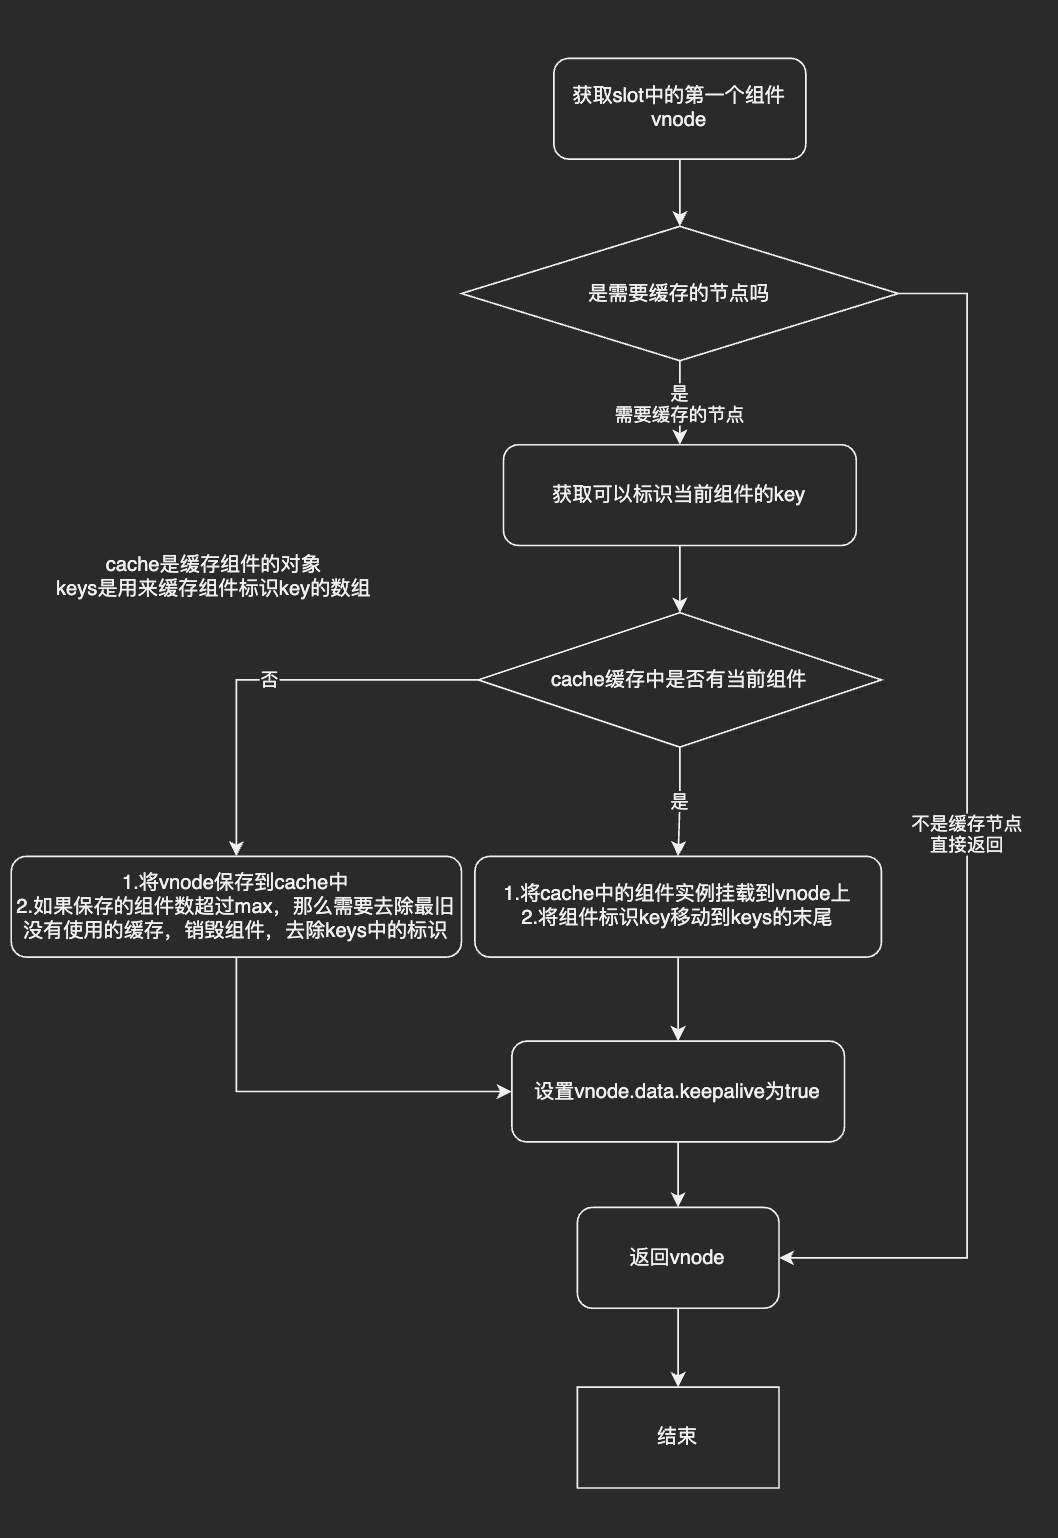 获取slot中的第一个组件
vnode
是需要缓存的节点吗
是
需要缓存的节点
获取可以标识当前组件的key
cache是缓存组件的对象
keys是用来缓存组件标识key的数组
cache缓存中是否有当前组件
否
是
不是缓存节点
直接返回
1.将vnode保存到cache中
2.如果保存的组件数超过max，那么需要去除最旧
没有使用的缓存，销毁组件，去除keys中的标识
1.将cache中的组件实例挂载到vnode上
2.将组件标识key移动到keys的末尾
设置vnode.data.keepalive为true
返回vnode
结束